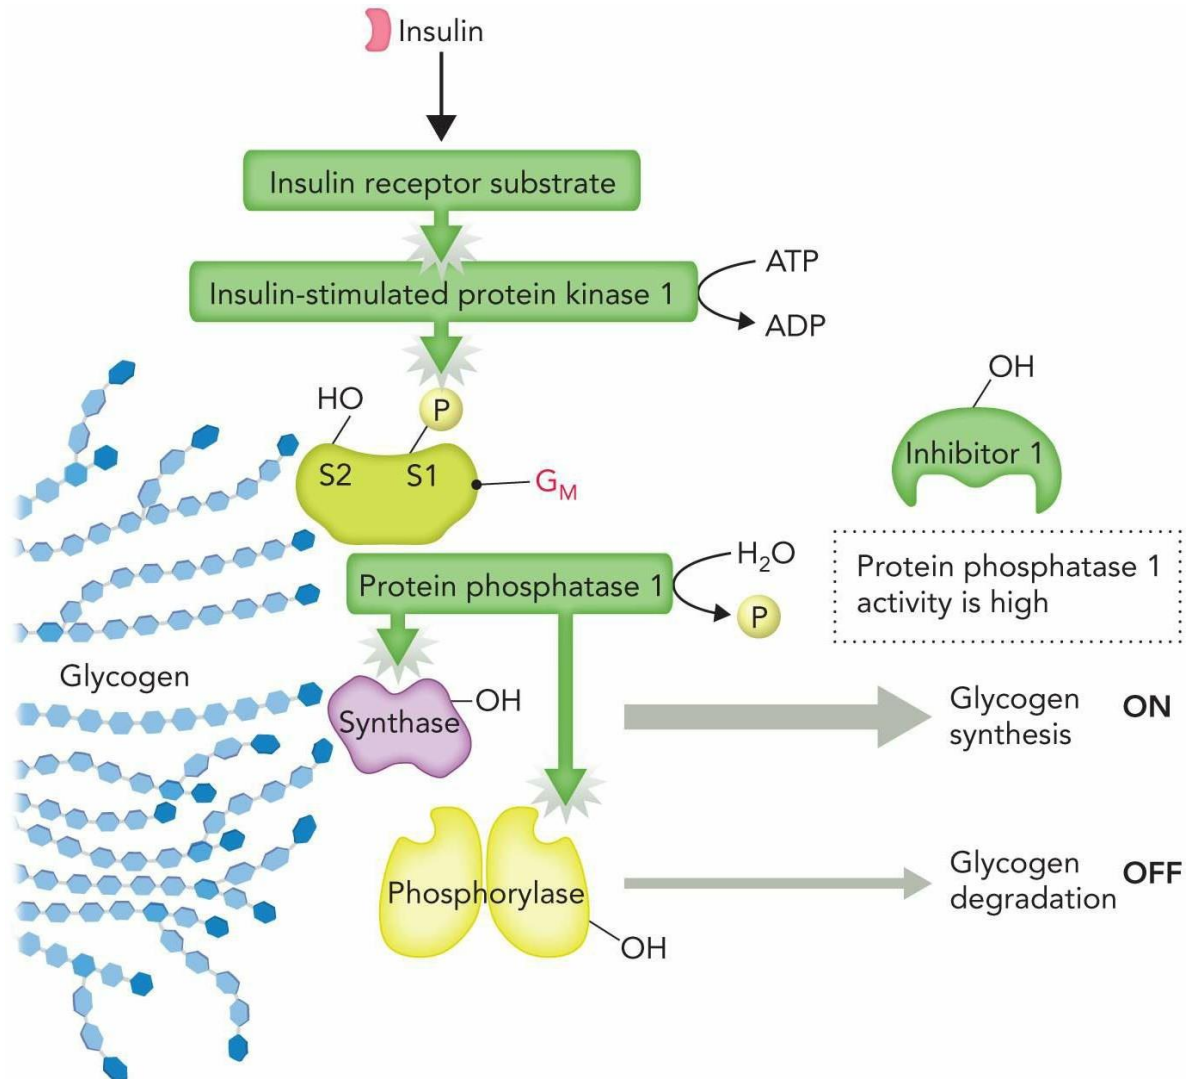 Insulin
Insulin receptor substrate
Insulin-stimulated protein kinase 1
ATP
ADP
HO
P
S2
S1
G_M
OH
Inhibitor 1
Protein phosphatase 1
H₂O
P
Protein phosphatase 1
activity is high
Glycogen
Synthase
OH
Glycogen
synthesis
ON
Phosphorylase
OH
Glycogen
degradation
OFF